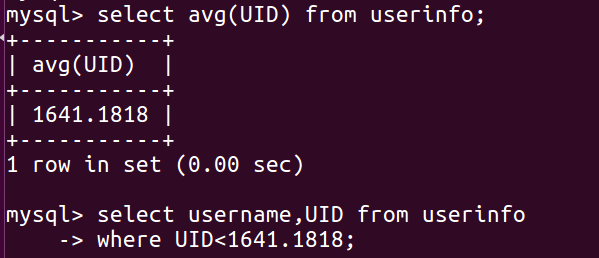 mysql> select avg(UID) from userinfo;
+-----------+
| avg(UID)  |
+-----------+
| 1641.1818 |
+-----------+
1 row in set (0.00 sec)
mysql> select username,UID from userinfo
    -> where UID<1641.1818;